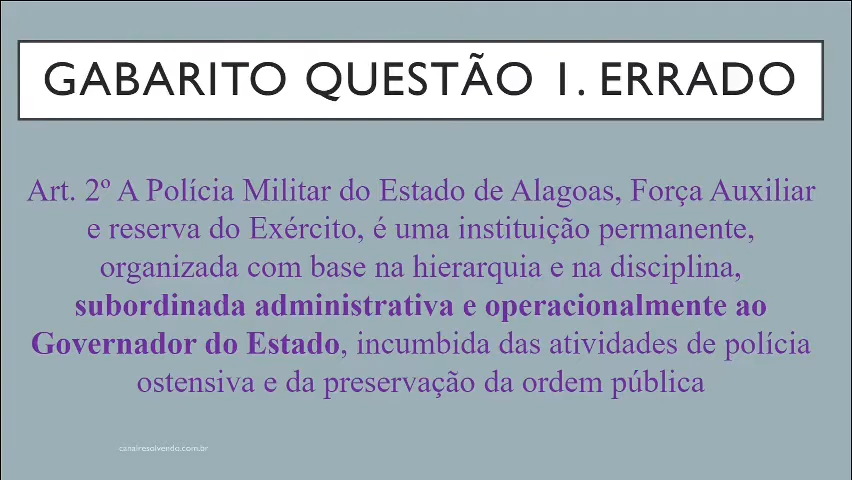 GABARITO QUESTÃO 1. ERRADO
Art. 2º A Polícia Militar do Estado de Alagoas, Força Auxiliar
e reserva do Exército, é uma instituição permanente,
organizada com base na hierarquia e na disciplina,
subordinada administrativa e operacionalmente ao
Governador do Estado, incumbida das atividades de polícia
ostensiva e da preservação da ordem pública
canalresolvendo.com.br